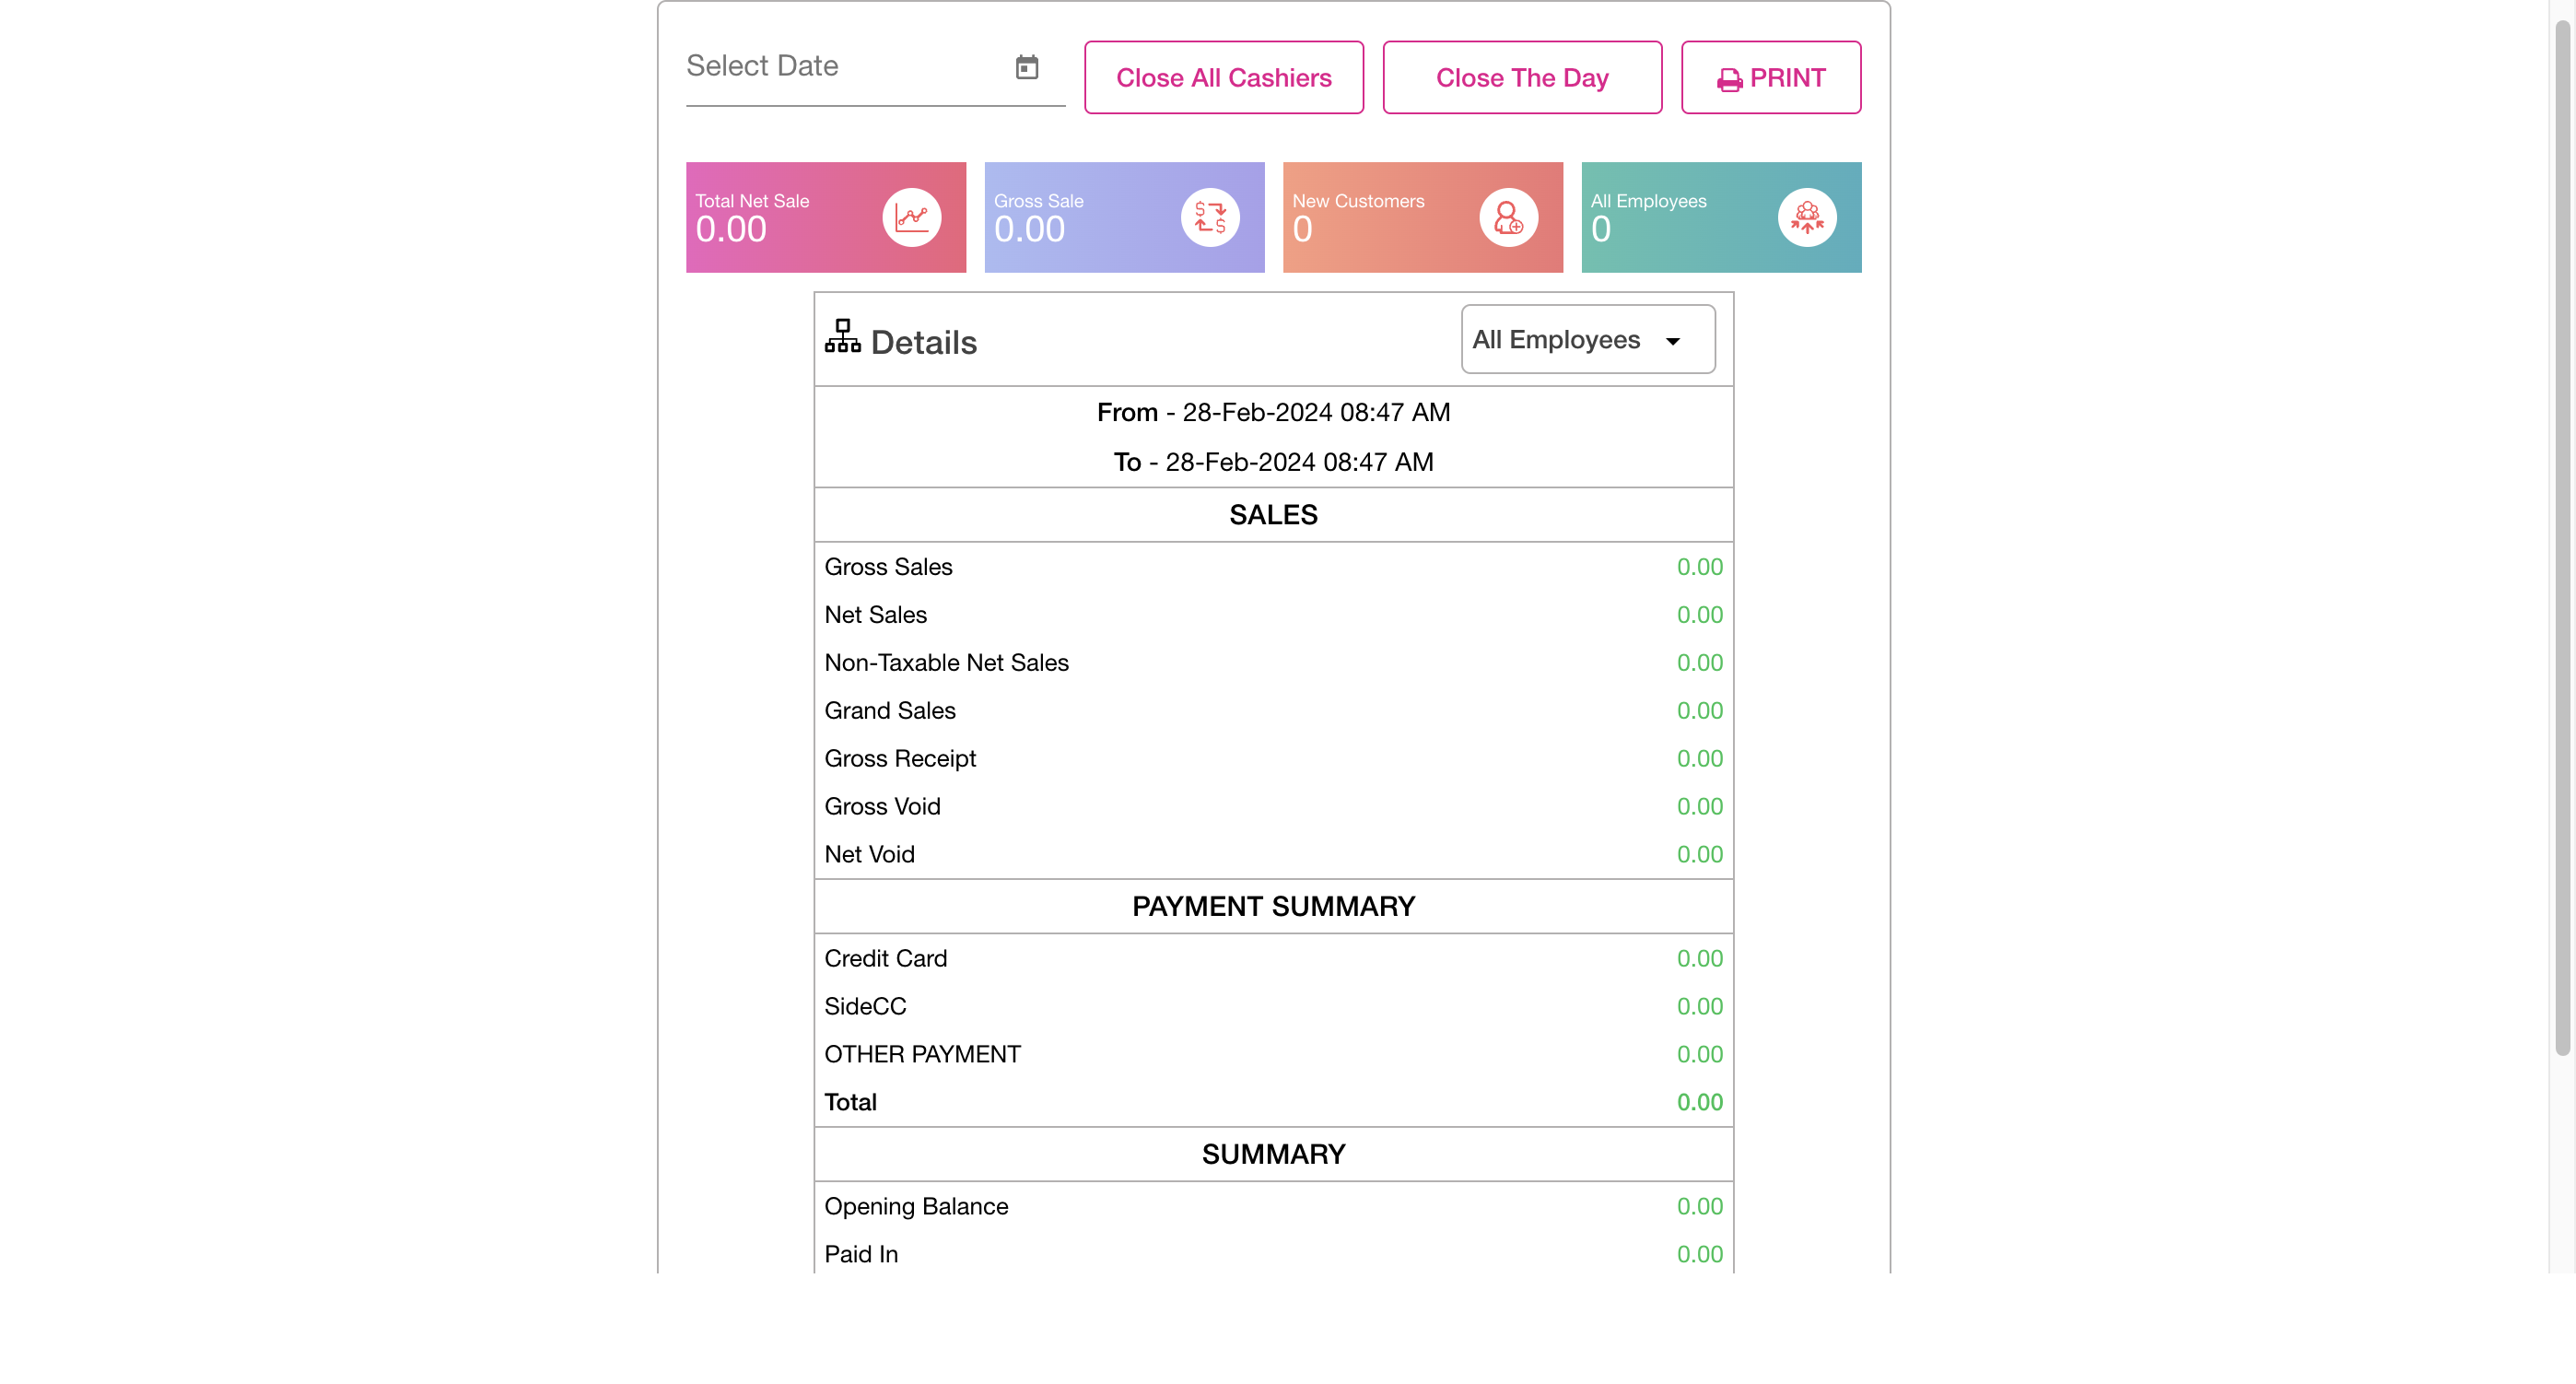 Select Date
Close All Cashiers
Close The Day
PRINT
Total Net Sale
0.00
Gross Sale
0.00
New Customers
0
All Employees
0
Details
All Employees
From - 28-Feb-2024 08:47 AM
To - 28-Feb-2024 08:47 AM
SALES
Gross Sales 0.00
Net Sales 0.00
Non-Taxable Net Sales 0.00
Grand Sales 0.00
Gross Receipt 0.00
Gross Void 0.00
Net Void 0.00
PAYMENT SUMMARY
Credit Card 0.00
SideCC 0.00
OTHER PAYMENT 0.00
Total 0.00
SUMMARY
Opening Balance 0.00
Paid In 0.00